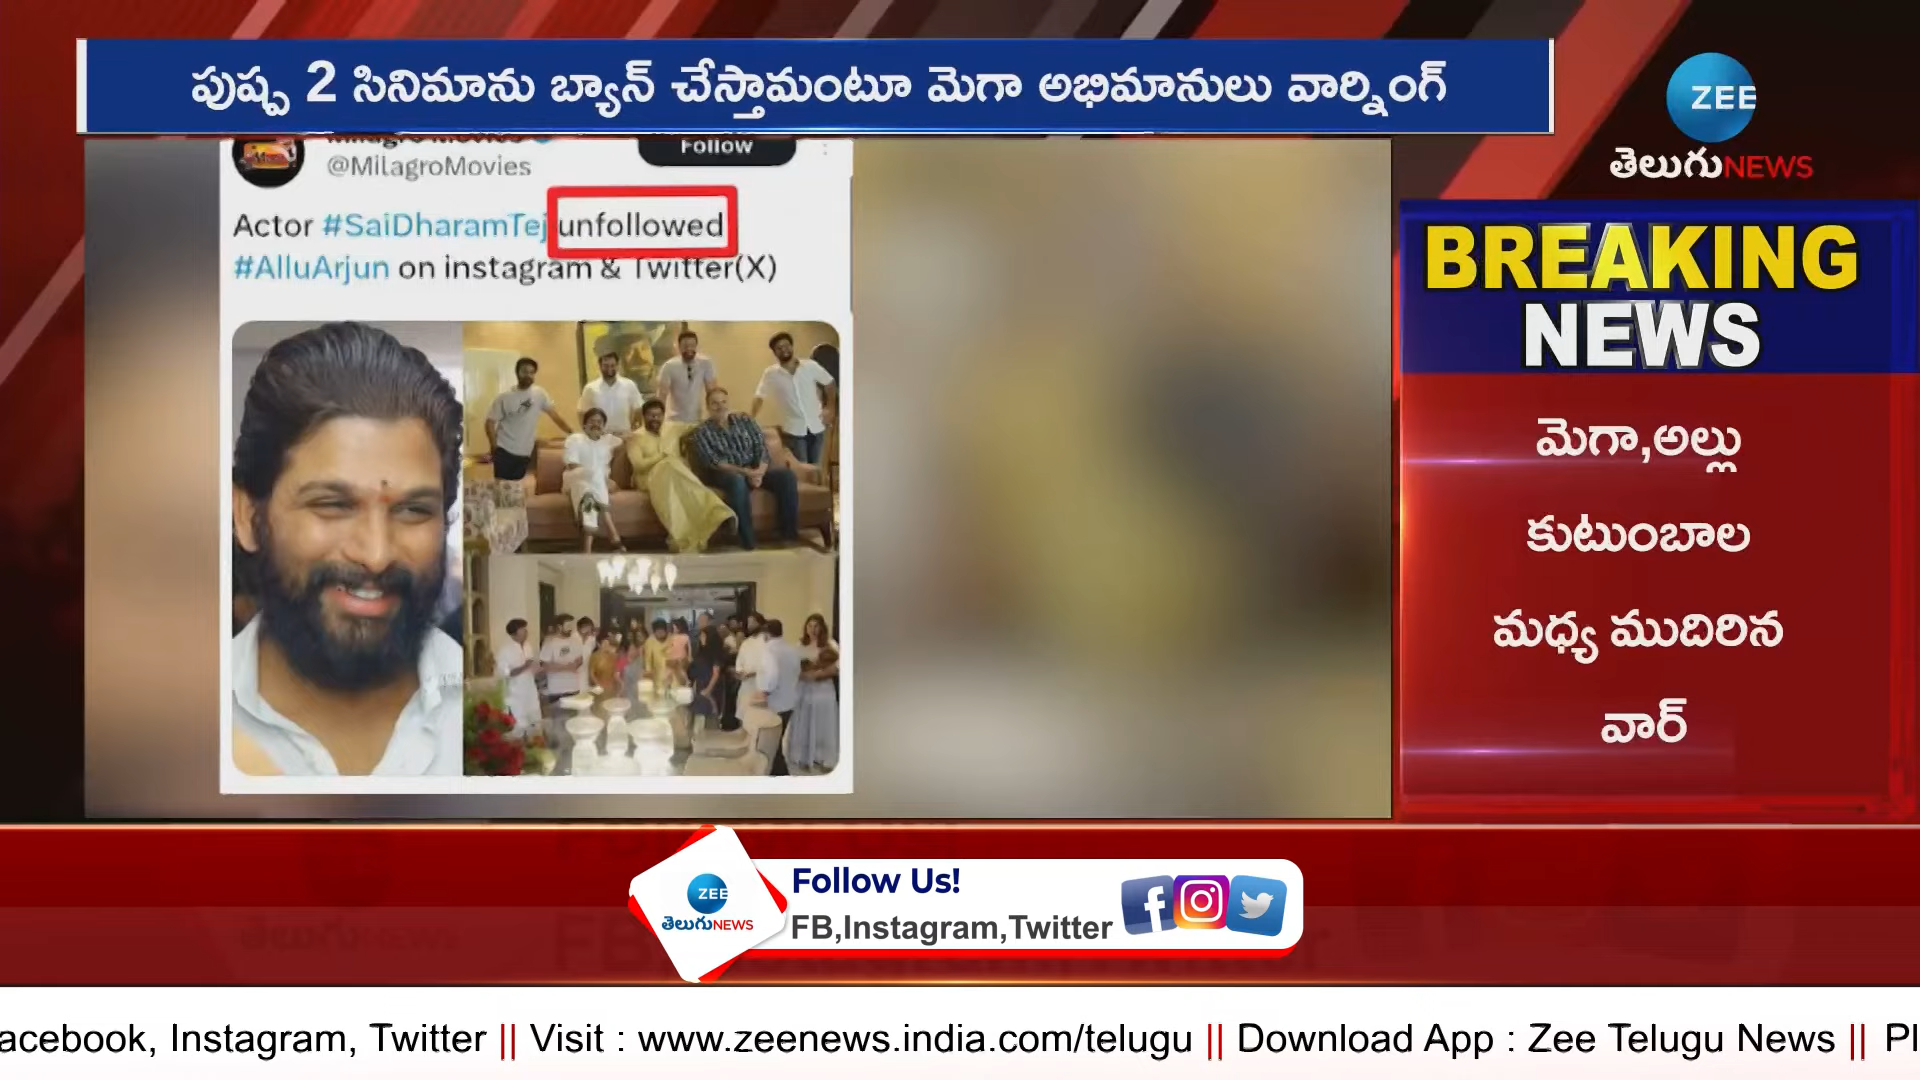 పుష్ప 2 సినిమాను బ్యాన్ చేస్తామంటూ మెగా అభిమానులు వార్నింగ్
ZEE
తెలుగు NEWS
@MilagroMovies
Follow
Actor #SaiDharamTej unfollowed
#AlluArjun on instagram & Twitter(X)
BREAKING
NEWS
మెగా,అల్లు
కుటుంబాల
మధ్య ముదిరిన
వార్
ZEE
తెలుగు NEWS
Follow Us!
FB,Instagram,Twitter
acebook, Instagram, Twitter || Visit : www.zeenews.india.com/telugu || Download App : Zee Telugu News || Pl